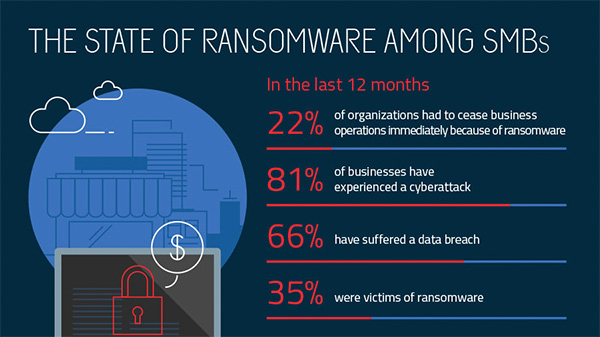 THE STATE OF RANSOMWARE AMONG SMBs
In the last 12 months
22% of organizations had to cease business
operations immediately because of ransomware
81% of businesses have
experienced a cyberattack
66% have suffered a data breach
35% were victims of ransomware
$